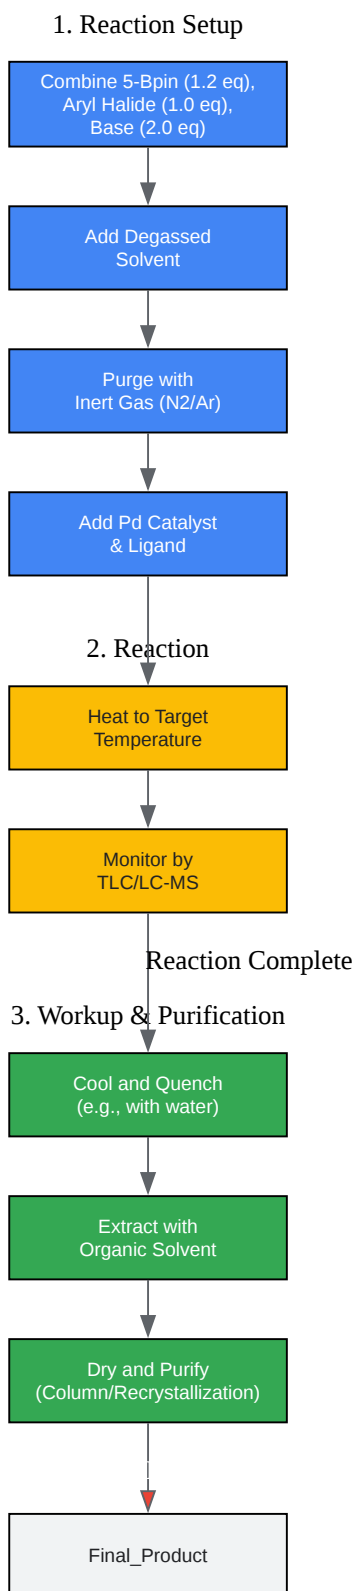 1. Reaction Setup
Combine 5-Bpin (1.2 eq),
Aryl Halide (1.0 eq),
Base (2.0 eq)
Add Degassed
Solvent
Purge with
Inert Gas (N2/Ar)
Add Pd Catalyst
& Ligand
2. Reaction
Heat to Target
Temperature
Monitor by
TLC/LC-MS
Reaction Complete
3. Workup & Purification
Cool and Quench
(e.g., with water)
Extract with
Organic Solvent
Dry and Purify
(Column/Recrystallization)
Final_Product